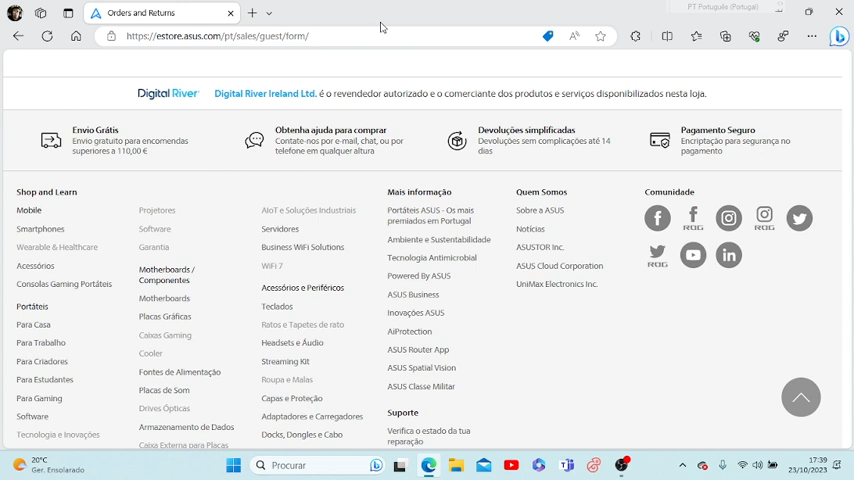 PT Português (Portugal)
Orders and Returns
https://estore.asus.com/pt/sales/guest/form/
Digital River
Digital River Ireland Ltd. é o revendedor autorizado e o comerciante dos produtos e serviços disponibilizados nesta loja.
Envio Grátis
Envio gratuito para encomendas
superiores a 110,00 €
Obtenha ajuda para comprar
Contate-nos por e-mail, chat, ou por
telefone em qualquer altura
Devoluções simplificadas
Devoluções sem complicações até 14
dias
Pagamento Seguro
Encriptação para segurança no
pagamento
Shop and Learn
Mobile
Smartphones
Wearable & Healthcare
Acessórios
Consolas Gaming Portáteis
Portáteis
Para Casa
Para Trabalho
Para Criadores
Para Estudantes
Para Gaming
Software
Tecnologia e Inovações
Projetores
Software
Garantia
Motherboards /
Componentes
Motherboards
Placas Gráficas
Caixas Gaming
Cooler
Fontes de Alimentação
Placas de Som
Drives Ópticas
Armazenamento de Dados
Caixa Externa para Placas
AIoT e Soluções Industriais
Servidores
Business WiFi Solutions
WiFi 7
Acessórios e Periféricos
Teclados
Ratos e Tapetes de rato
Headsets e Áudio
Streaming Kit
Roupa e Malas
Capas e Proteção
Adaptadores e Carregadores
Docks, Dongles e Cabo
Mais informação
Portáteis ASUS - Os mais
premiados em Portugal
Ambiente e Sustentabilidade
Tecnologia Antimicrobial
Powered By ASUS
ASUS Business
Inovações ASUS
AiProtection
ASUS Router App
ASUS Spatial Vision
ASUS Classe Militar
Suporte
Verifica o estado da tua
reparação
Quem Somos
Sobre a ASUS
Notícias
ASUSTOR Inc.
ASUS Cloud Corporation
UniMax Electronics Inc.
Comunidade
ROG
ROG
ROG
20°C
Ger. Ensolarado
Procurar
17:39
23/10/2023